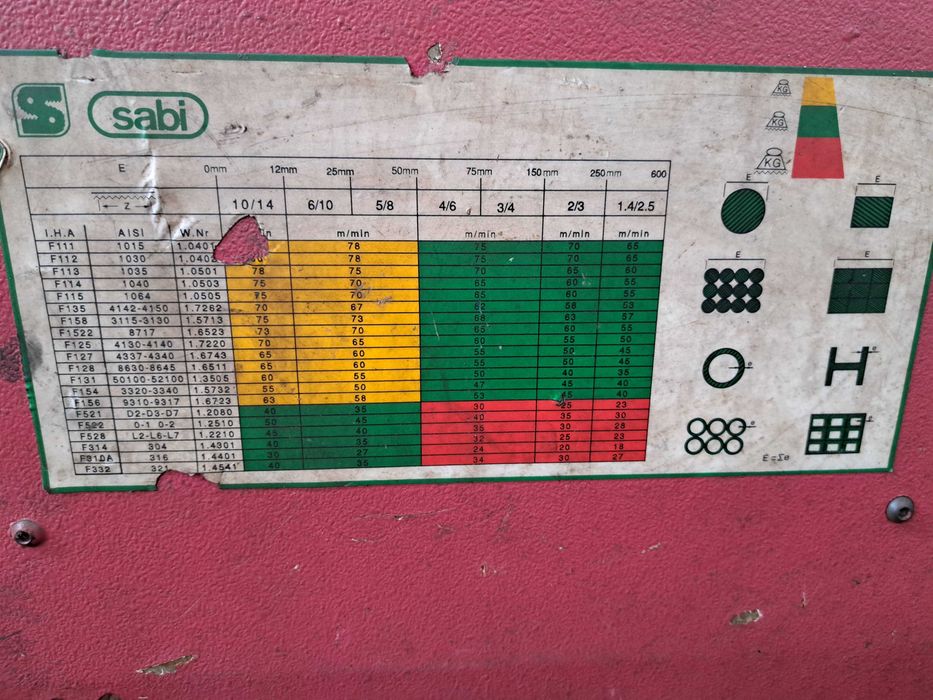 sabi
KG
KG
KG
E 0mm 12mm 25mm 50mm 75mm 150mm 250mm 600
Z 10/14 6/10 5/8 4/6 3/4 2/3 1.4/2.5
I.H.A AISI W.Nr m/min m/min m/min m/min
F111 1015 1.0401 78 75 70 65
F112 1030 1.0402 78 75 70 65
F113 1035 1.0501 78 75 70 65 60
F114 1040 1.0503 75 70 65 60 55
F115 1064 1.0505 75 70 65 60 55
F135 4142-4150 1.7262 70 67 62 58 53
F158 3115-3130 1.5713 75 73 68 63 57
F1522 8717 1.6523 73 70 65 60 55
F125 4130-4140 1.7220 70 65 60 55 50
F127 4337-4340 1.6743 65 60 55 50 45
F128 8630-8645 1.6511 65 60 55 50 45
F131 50100-52100 1.3505 60 55 50 40 35
F154 3320-3340 1.5732 55 50 47 45 40
F156 9310-9317 1.6723 63 58 53 45 40
F521 D2-D3-D7 1.2080 40 35 30 25 23
F522 0-1 0-2 1.2510 50 45 40 35 30
F528 L2-L6-L7 1.2210 45 40 35 30 28
F314 304 1.4301 40 35 32 25 23
F310A 316 1.4401 30 27 24 20 18
F332 321 1.4541 40 35 34 30 27
E E
E E
e e
e e
E=Σe